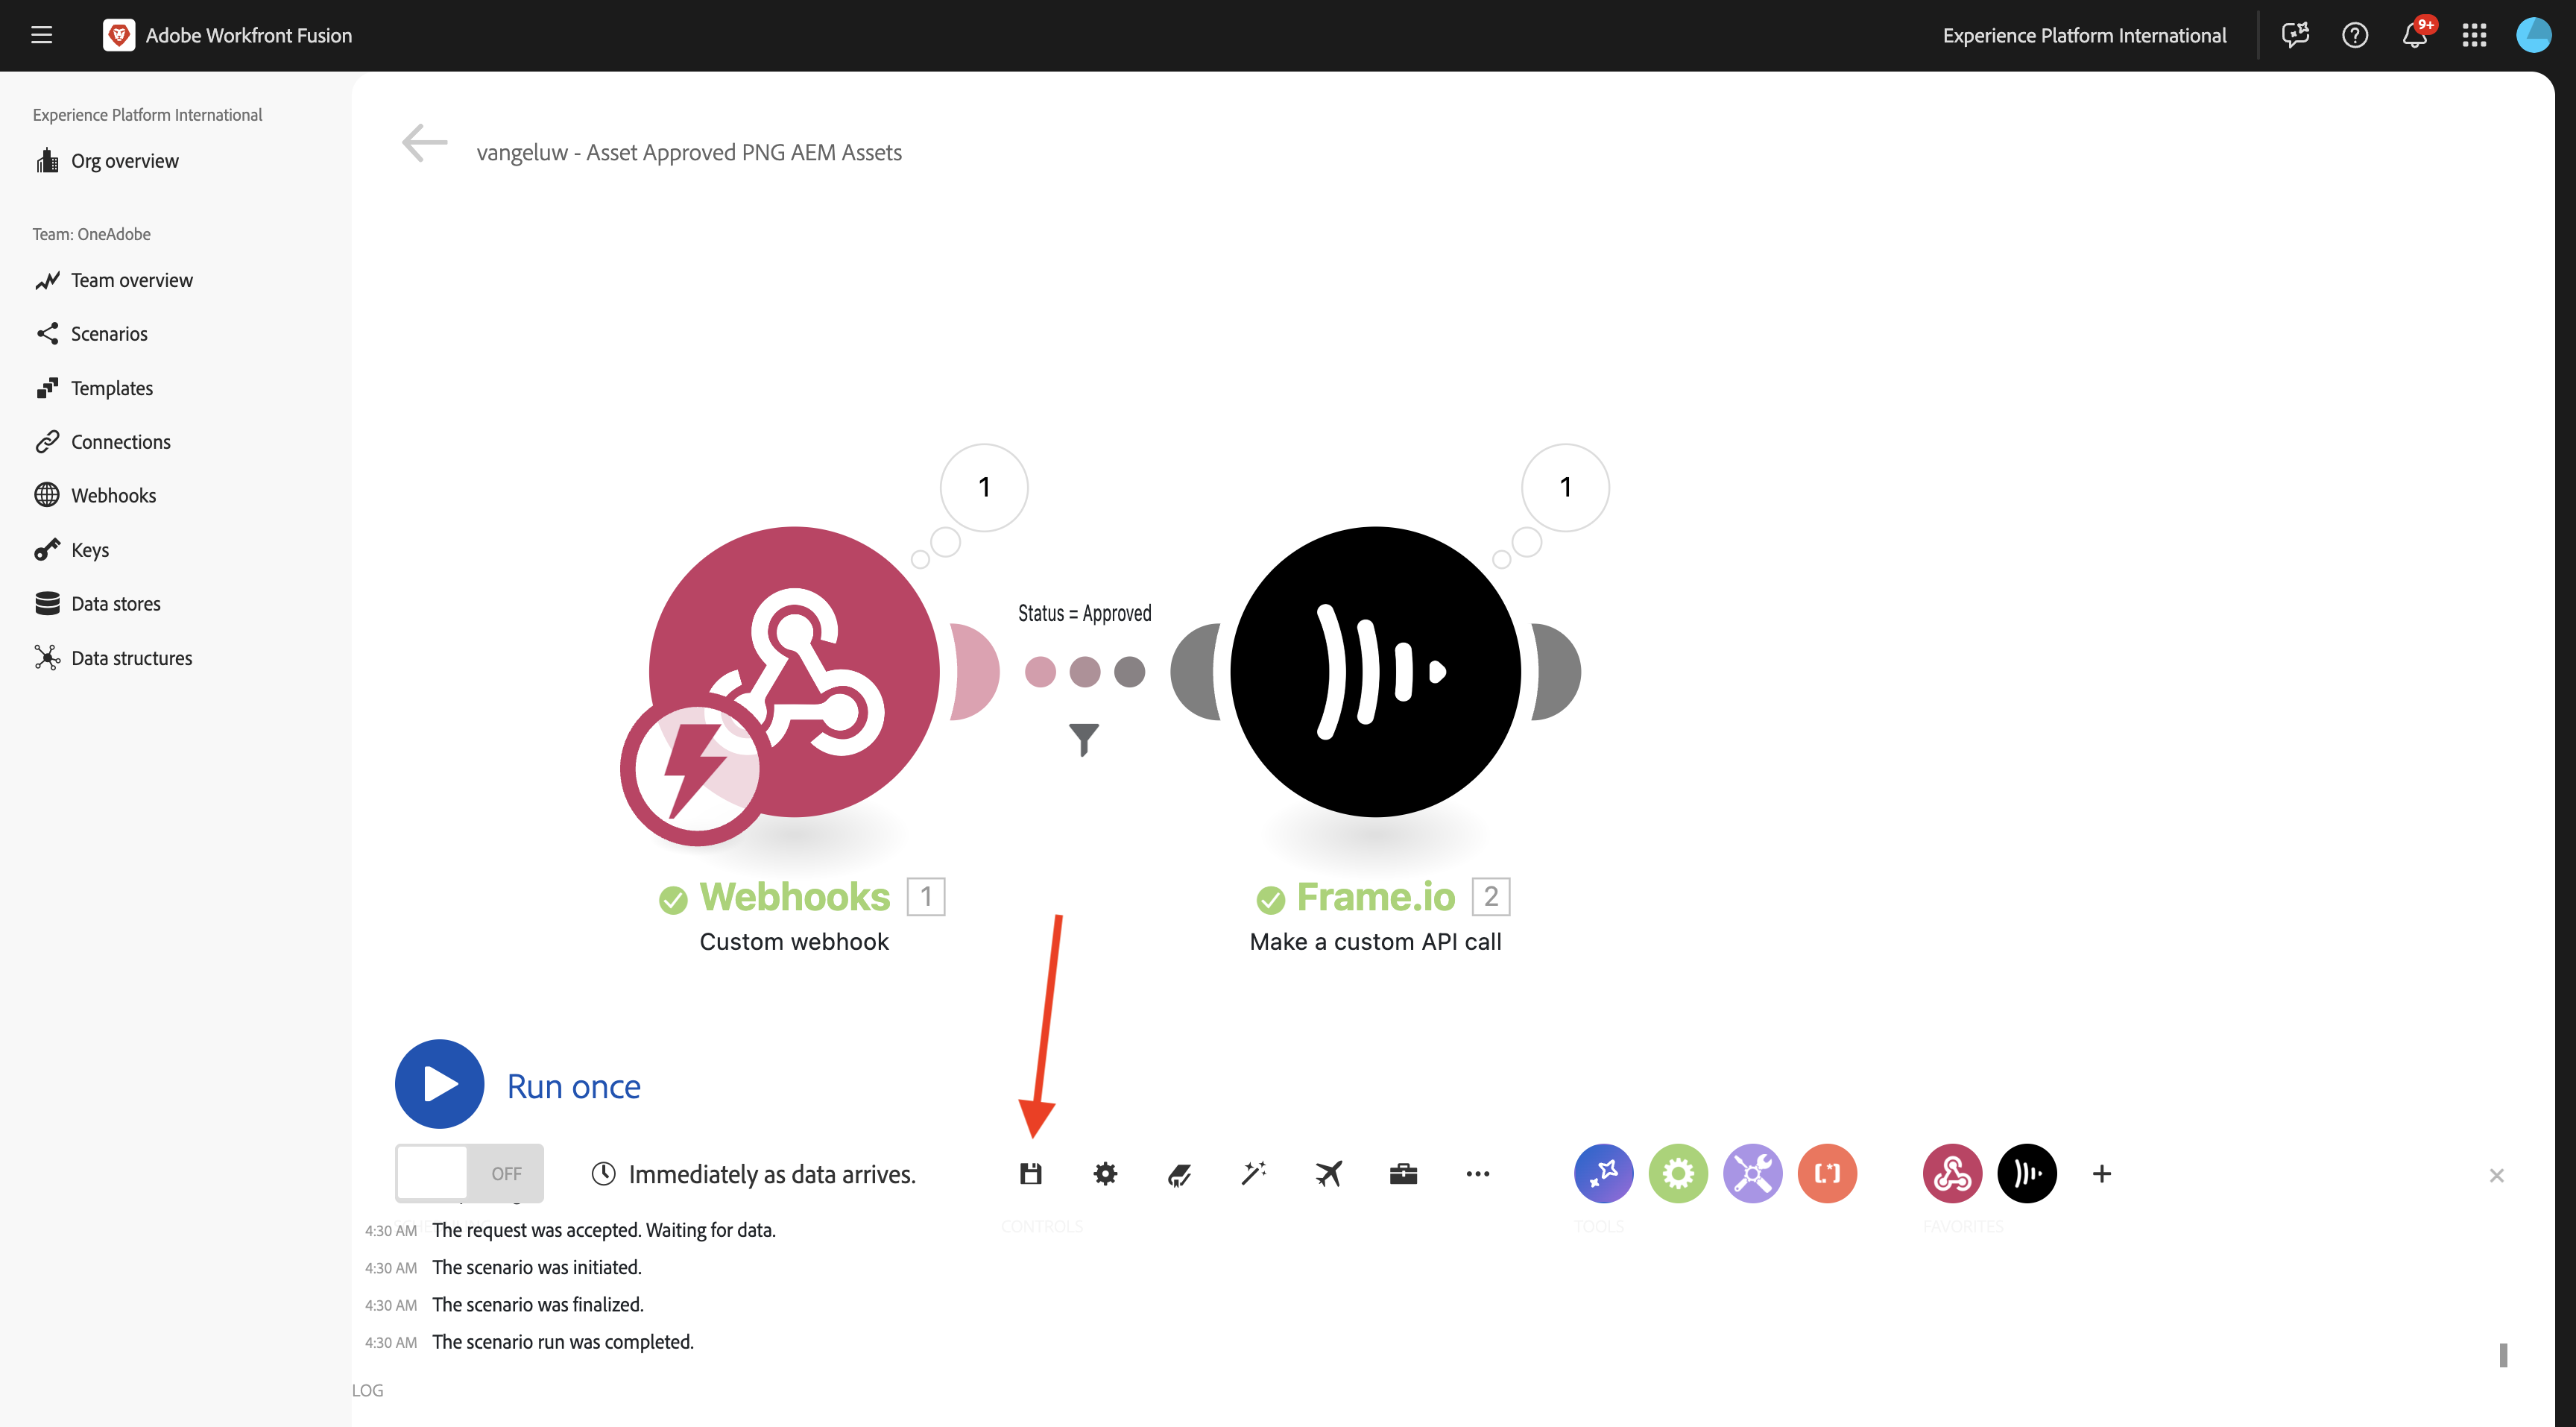 Adobe Workfront Fusion
Experience Platform International
9+
Experience Platform International
Org overview
Team: OneAdobe
Team overview
Scenarios
Templates
Connections
Webhooks
Keys
Data stores
Data structures
vangeluw - Asset Approved PNG AEM Assets
1
1
Status = Approved
Webhooks 1
Custom webhook
Frame.io 2
Make a custom API call
Run once
OFF
Immediately as data arrives.
CONTROLS
TOOLS
FAVORITES
4:30 AM The request was accepted. Waiting for data.
4:30 AM The scenario was initiated.
4:30 AM The scenario was finalized.
4:30 AM The scenario run was completed.
LOG